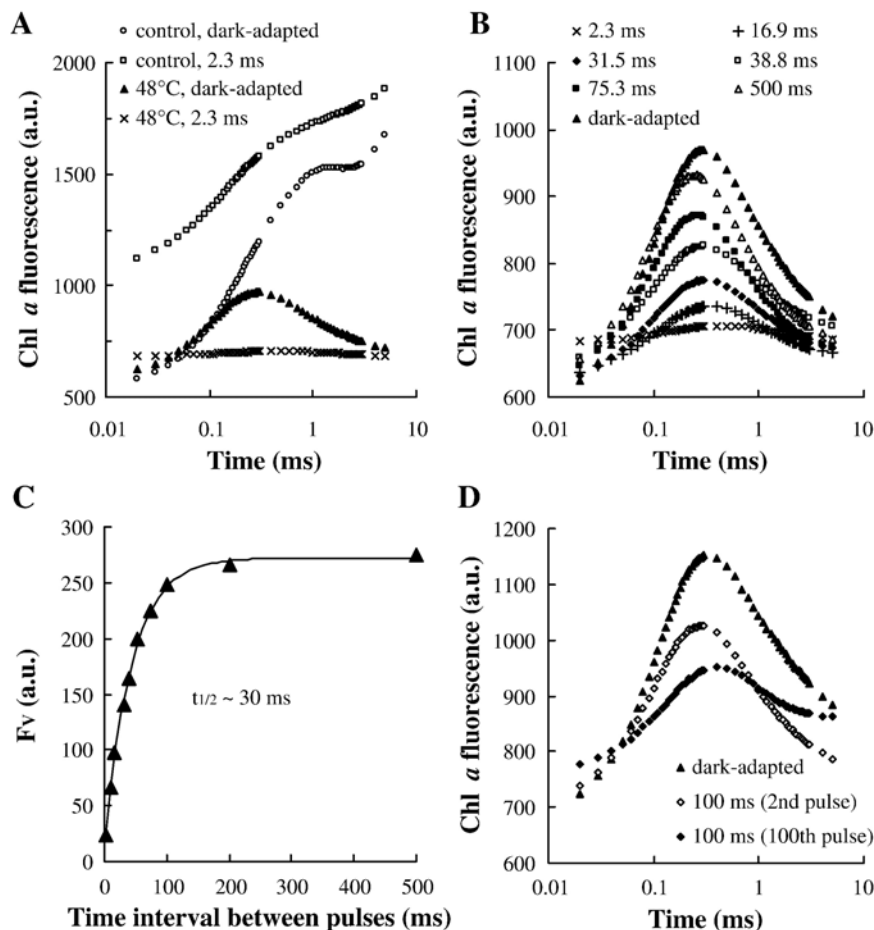 A
○ control, dark-adapted
□ control, 2.3 ms
▲ 48°C, dark-adapted
× 48°C, 2.3 ms
Chl a fluorescence (a.u.)
2000
1500
1000
500
0.01 0.1 1 10
Time (ms)
B
× 2.3 ms + 16.9 ms
◆ 31.5 ms □ 38.8 ms
■ 75.3 ms △ 500 ms
▲ dark-adapted
Chl a fluorescence (a.u.)
1100
1000
900
800
700
600
0.01 0.1 1 10
Time (ms)
C
Fv (a.u.)
300
250
200
150
100
50
0
t1/2 ~ 30 ms
0 100 200 300 400 500
Time interval between pulses (ms)
D
Chl a fluorescence (a.u.)
1200
1100
1000
900
800
700
600
▲ dark-adapted
◇ 100 ms (2nd pulse)
◆ 100 ms (100th pulse)
0.01 0.1 1 10
Time (ms)